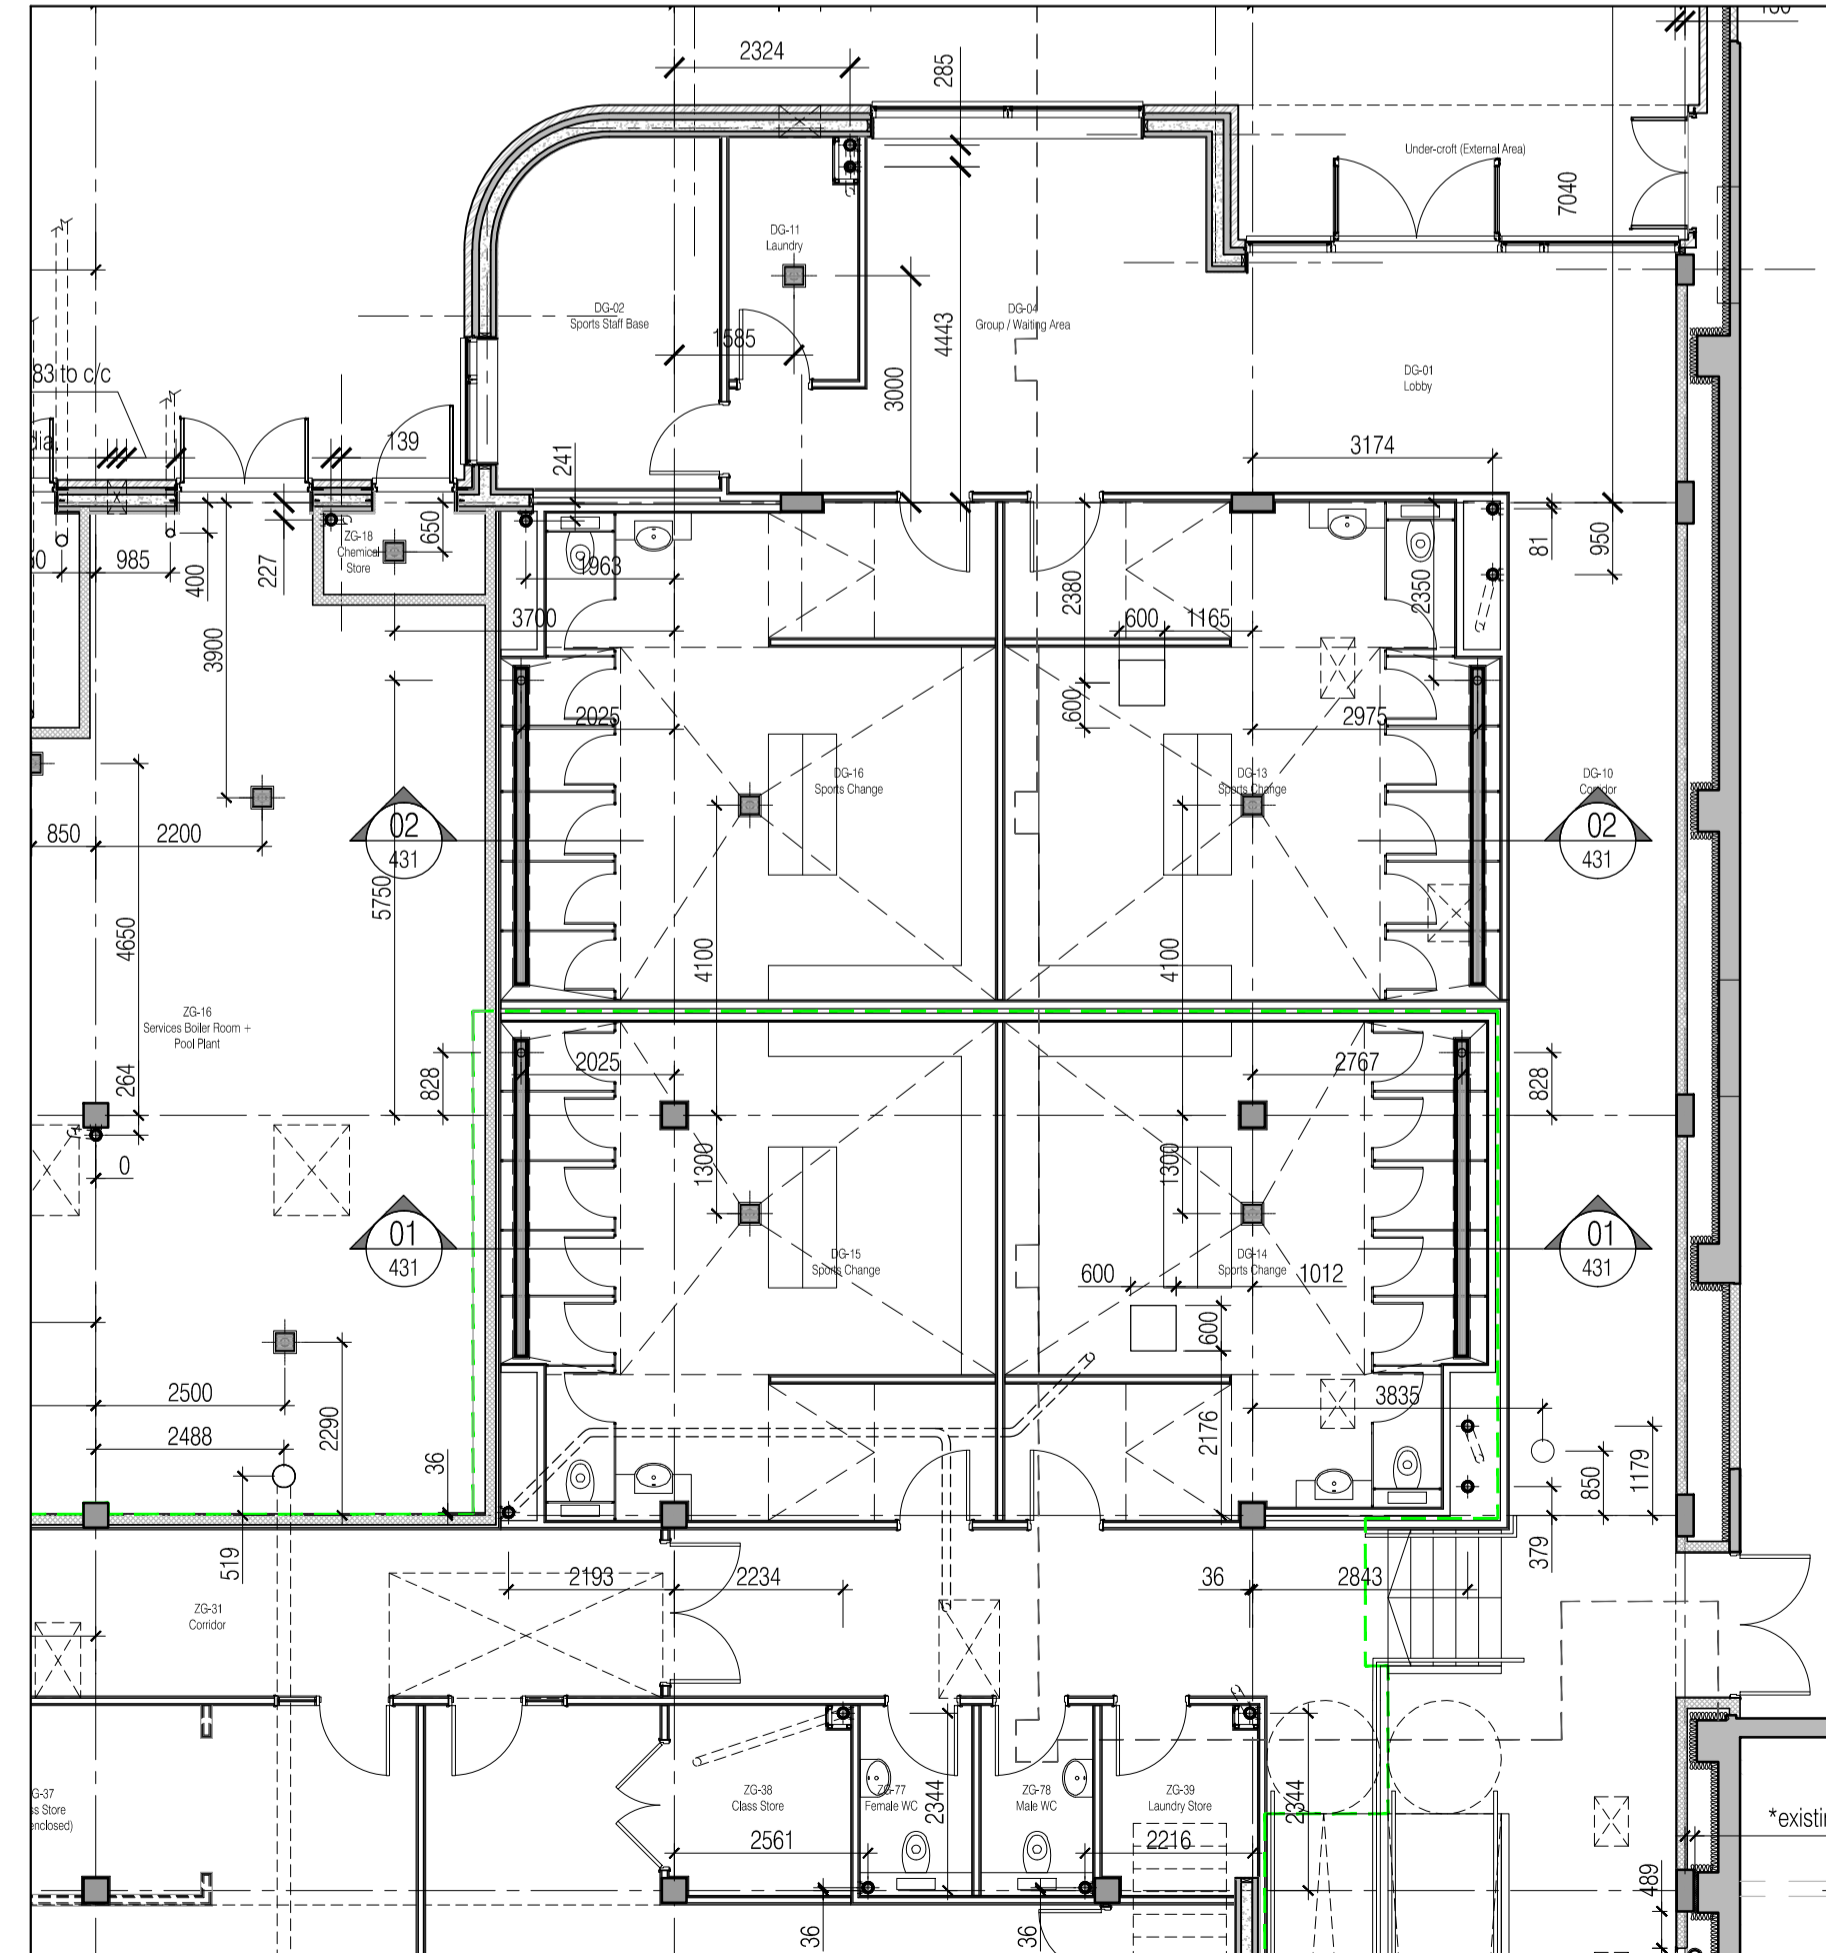 150
2324
285
Under-croft (External Area)
7040
DG-11
Laundry
DG-02
Sports Staff Base
DG-04
Group / Waiting Area
1585
4443
3000
DG-01
Lobby
83 to c/c
dia.
139
241
3174
650
227
ZG-18
Chemical
Store
985
400
3900
1963
3700
2380
600
1165
2350
81
950
600
2025
2975
DG-16
Sports Change
DG-13
Sports Change
DG-10
Corridor
850
2200
02
431
02
431
5750
4650
4100
4100
ZG-16
Services Boiler Room +
Pool Plant
264
828
2025
2767
828
0
1300
1300
01
431
01
431
DG-15
Sports Change
DG-14
Sports Change
600
1012
600
2500
2488
2290
36
3835
2176
850
1179
519
379
2193
2234
36
2843
ZG-31
Corridor
G-37
ss Store
enclosed)
ZG-38
Class Store
ZG-77
Female WC
2344
ZG-78
Male WC
ZG-39
Laundry Store
2344
*existin
2561
2216
489
36
36